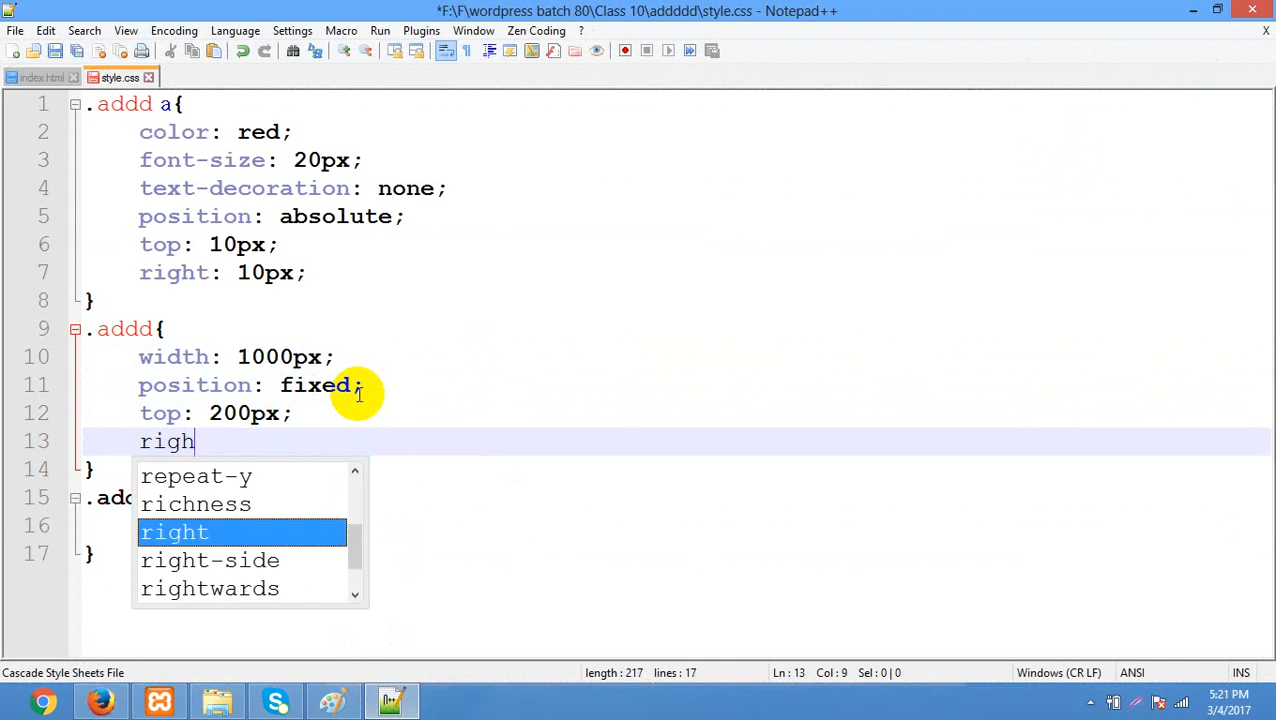 *F:\F\wordpress batch 80\Class 10\addddd\style.css - Notepad++
File Edit Search View Encoding Language Settings Macro Run Plugins Window Zen Coding ? X
index.html style.css
1 .addd a{
2 color: red;
3 font-size: 20px;
4 text-decoration: none;
5 position: absolute;
6 top: 10px;
7 right: 10px;
8 }
9 .addd{
10 width: 1000px;
11 position: fixed;
12 top: 200px;
13 righ
14 }
repeat-y
15 .add
richness
16
right
17 }
right-side
rightwards
Cascade Style Sheets File length : 217 lines : 17 Ln : 13 Col : 9 Sel : 0 | 0 Windows (CR LF) ANSI INS
5:21 PM
3/4/2017